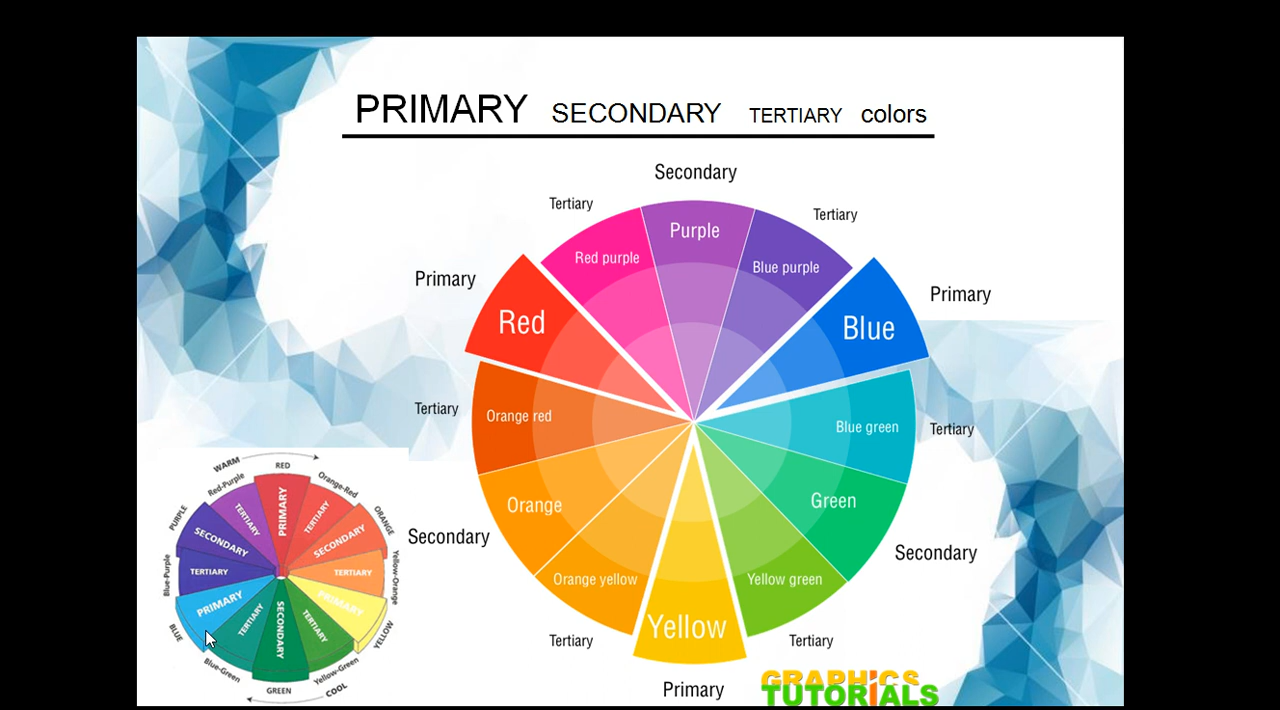 PRIMARY SECONDARY TERTIARY colors
Secondary
Tertiary
Tertiary
Purple
Red purple
Blue purple
Primary
Primary
Red
Blue
Tertiary
Orange red
Blue green
Tertiary
Orange
Green
Secondary
Secondary
Orange yellow
Yellow green
Yellow
Tertiary
Tertiary
Primary
WARM
RED
Red-Purple
Orange-Red
PURPLE
ORANGE
TERTIARY
PRIMARY
TERTIARY
SECONDARY
SECONDARY
Blue-Purple
TERTIARY
TERTIARY
Yellow-Orange
PRIMARY
PRIMARY
TERTIARY
SECONDARY
TERTIARY
BLUE
YELLOW
Blue-Green
Yellow-Green
GREEN
COOL
GRAPHICS
TUTORIALS